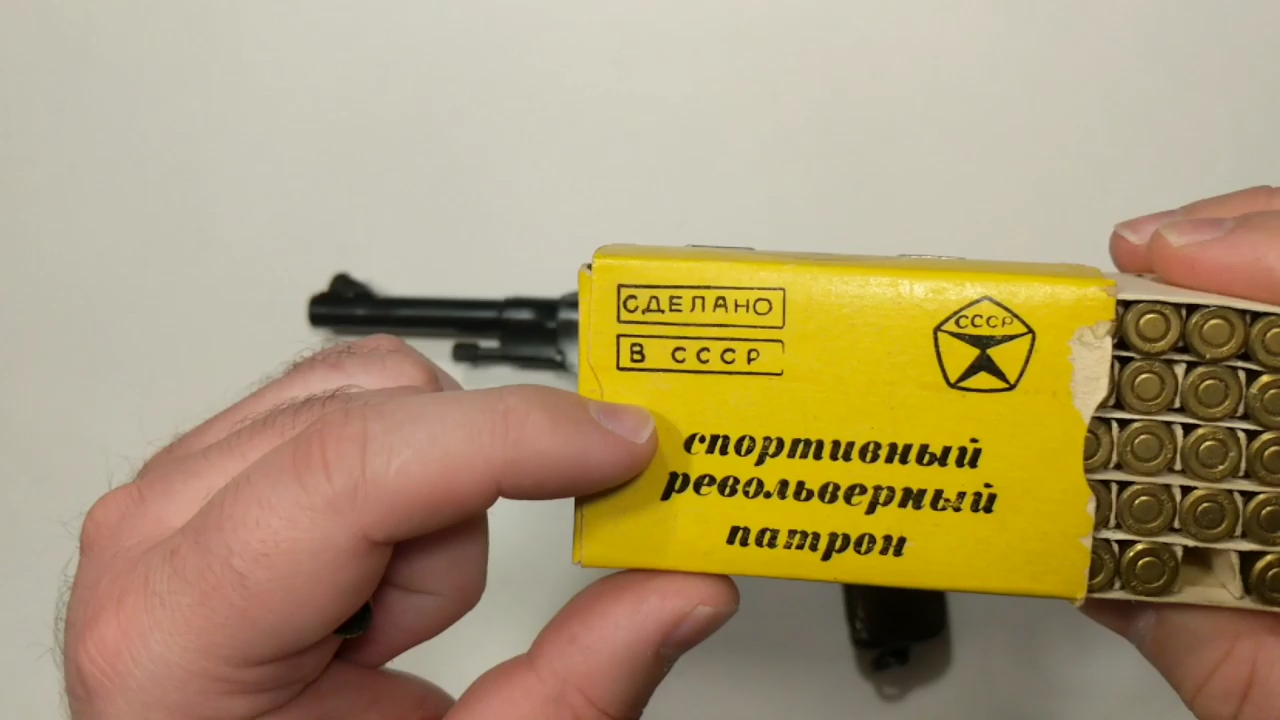 СДЕЛАНО
В СССР
СССР
спортивный
револьверный
патрон